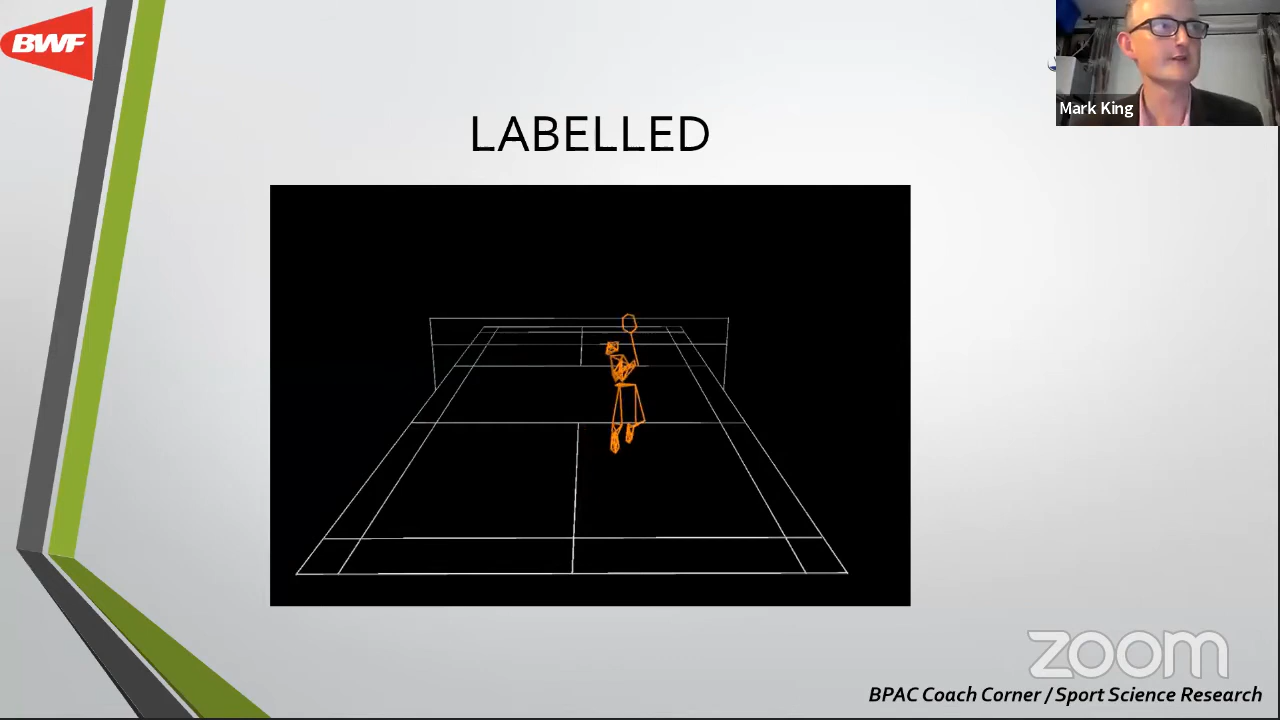 BWF
Mark King
LABELLED
zoom
BPAC Coach Corner / Sport Science Research